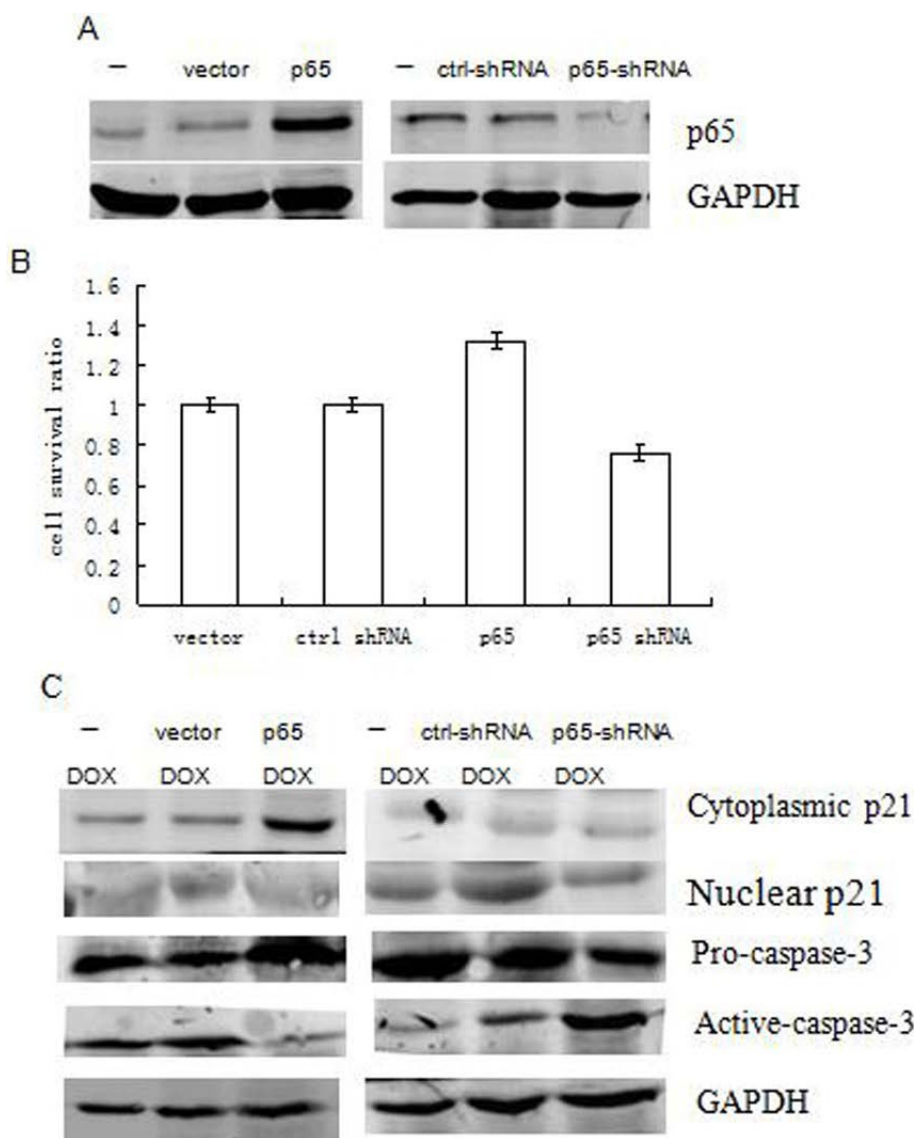 A
– vector p65 – ctrl-shRNA p65-shRNA
p65
GAPDH
B
1.6
1.4
1.2
1
0.8
0.6
0.4
0.2
0
cell survival ratio
vector ctrl shRNA p65 p65 shRNA
C
– vector p65 – ctrl-shRNA p65-shRNA
DOX DOX DOX DOX DOX DOX
Cytoplasmic p21
Nuclear p21
Pro-caspase-3
Active-caspase-3
GAPDH